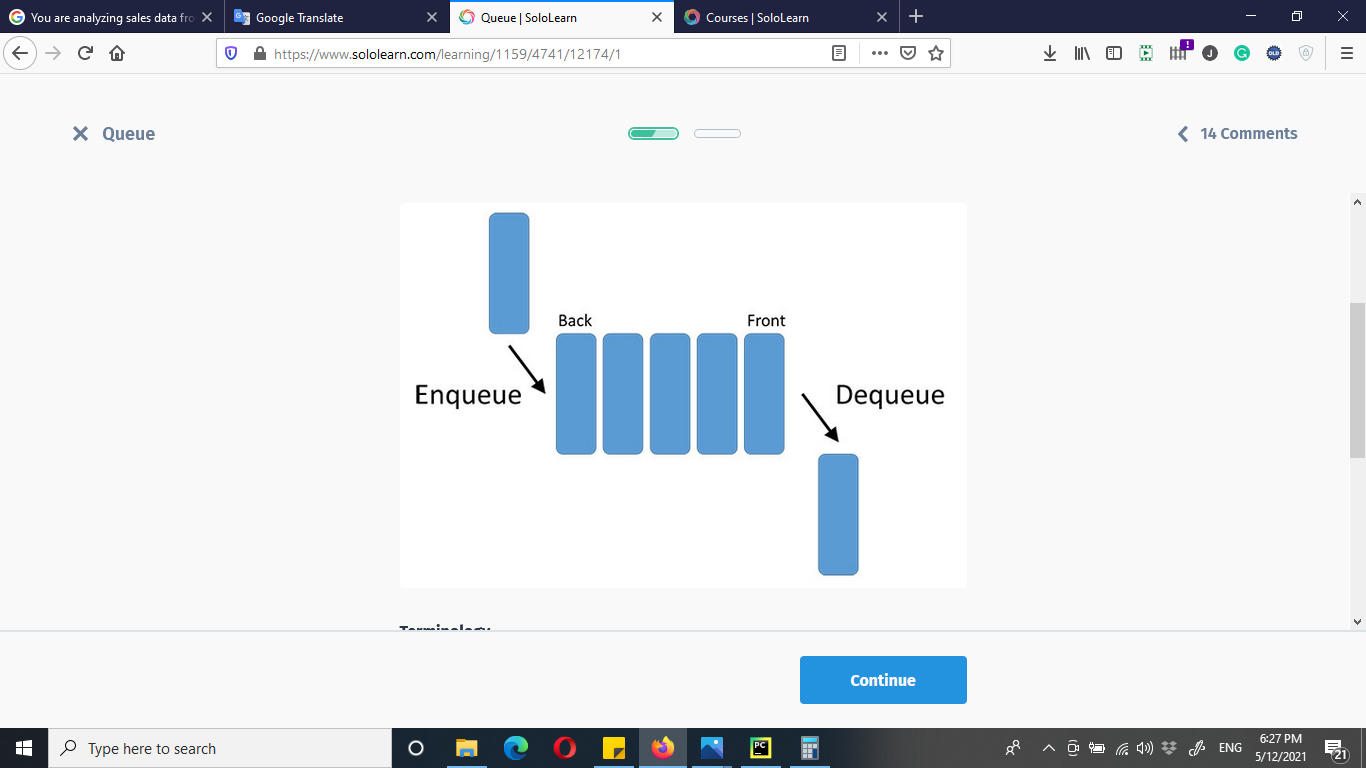 You are analyzing sales data fro
Google Translate
Queue | SoloLearn
Courses | SoloLearn
https://www.sololearn.com/learning/1159/4741/12174/1
Queue
14 Comments
Back
Front
Enqueue
Dequeue
Terminology
Continue
Type here to search
ENG
6:27 PM
5/12/2021
21